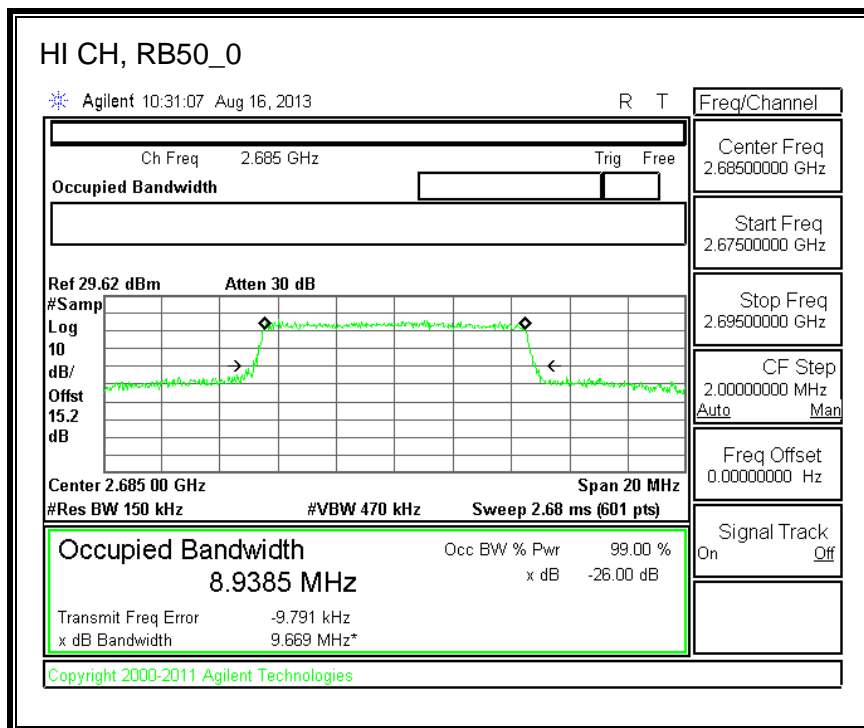 HI CH, RB50_0
Agilent 10:31:07 Aug 16, 2013 R T
Freq/Channel
Ch Freq 2.685 GHz Trig Free
Occupied Bandwidth
Center Freq
2.68500000 GHz
Start Freq
2.67500000 GHz
Stop Freq
2.69500000 GHz
CF Step
2.00000000 MHz
Auto Man
Freq Offset
0.00000000 Hz
Signal Track
On Off
Ref 29.62 dBm Atten 30 dB
#Samp
Log
10
dB/
Offst
15.2
dB
Center 2.685 00 GHz Span 20 MHz
#Res BW 150 kHz #VBW 470 kHz Sweep 2.68 ms (601 pts)
Occupied Bandwidth Occ BW % Pwr 99.00 %
8.9385 MHz x dB -26.00 dB
Transmit Freq Error -9.791 kHz
x dB Bandwidth 9.669 MHz*
Copyright 2000-2011 Agilent Technologies